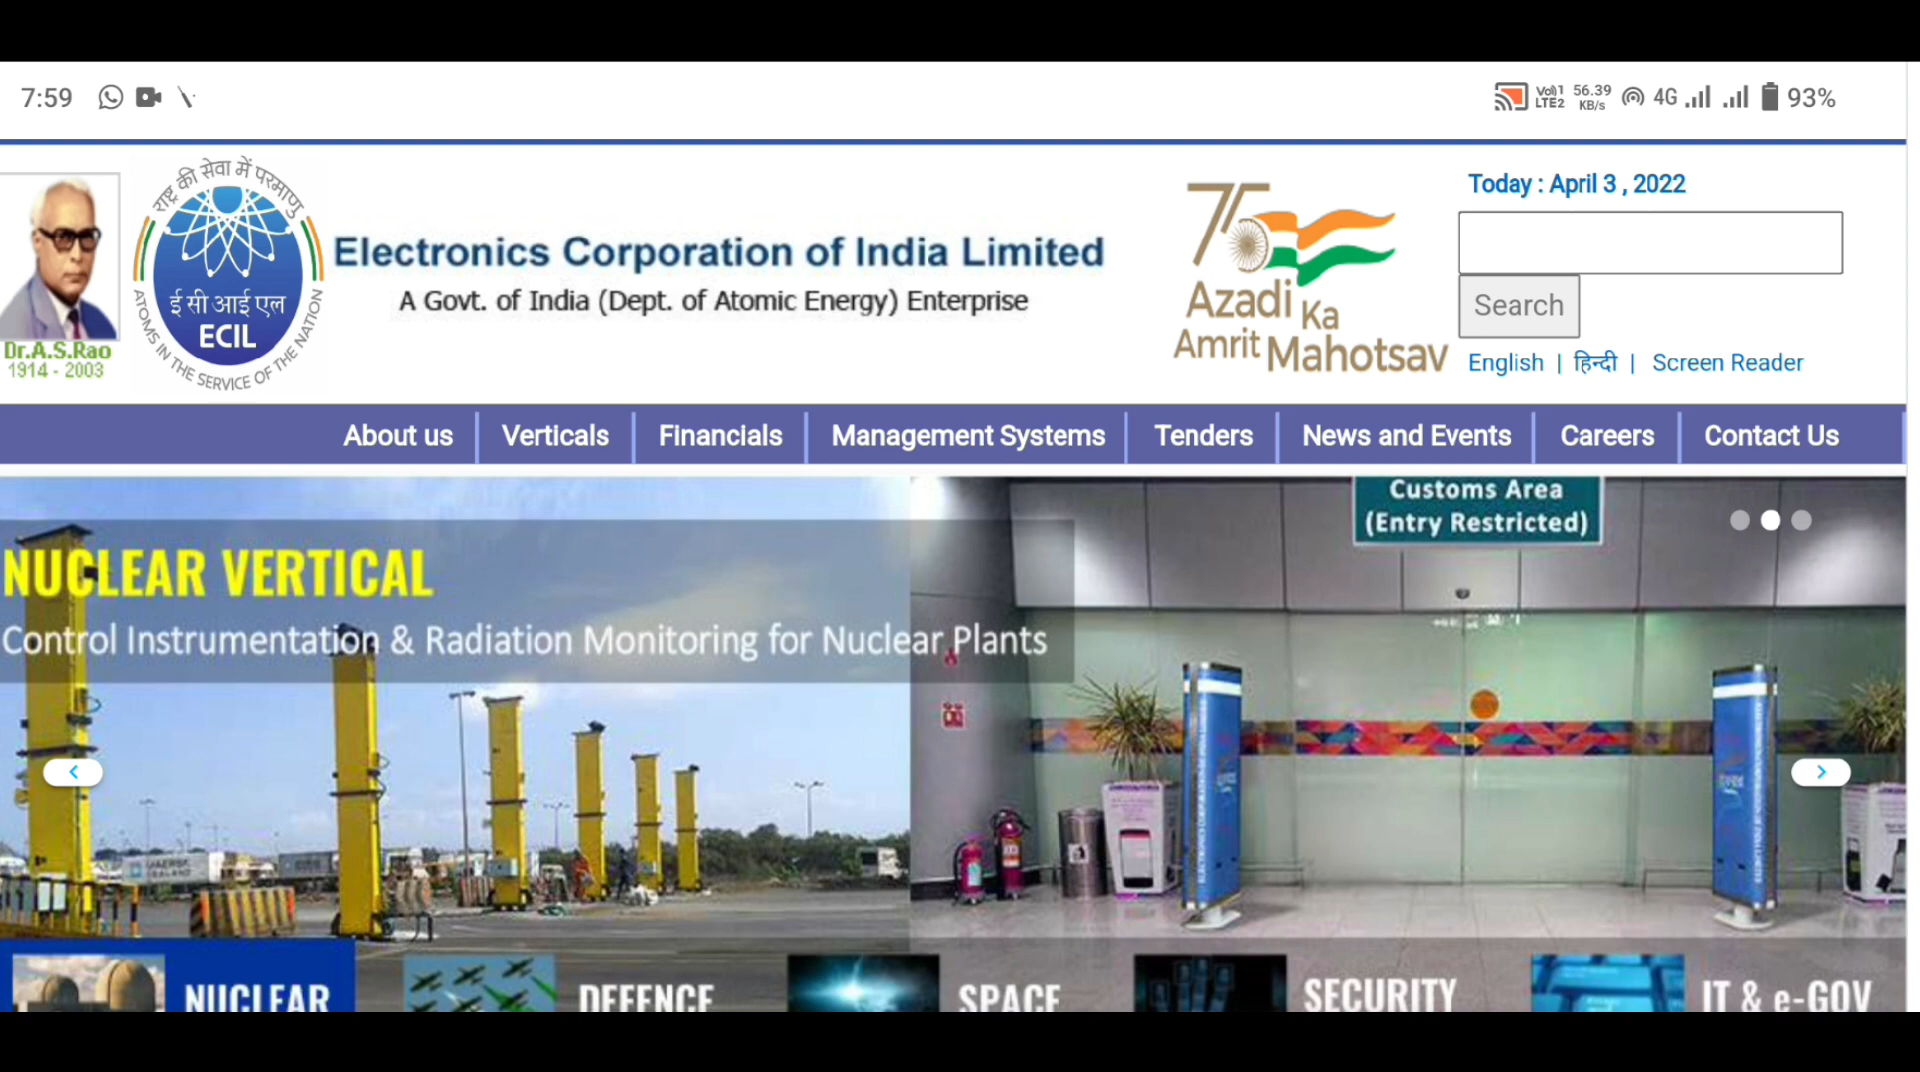 7:59
Vo))1 LTE2
56.39 KB/s
4G
93%
राष्ट्र की सेवा में परमाणु
ई सी आई एल
ECIL
ATOMS IN THE SERVICE OF THE NATION
Dr.A.S.Rao
1914 - 2003
Electronics Corporation of India Limited
A Govt. of India (Dept. of Atomic Energy) Enterprise
75
Azadi Ka
Amrit Mahotsav
Today : April 3 , 2022
Search
English | हिन्दी | Screen Reader
About us
Verticals
Financials
Management Systems
Tenders
News and Events
Careers
Contact Us
Customs Area
(Entry Restricted)
NUCLEAR VERTICAL
Control Instrumentation & Radiation Monitoring for Nuclear Plants
NUCLEAR
DEFENCE
SPACE
SECURITY
IT & e-GOV